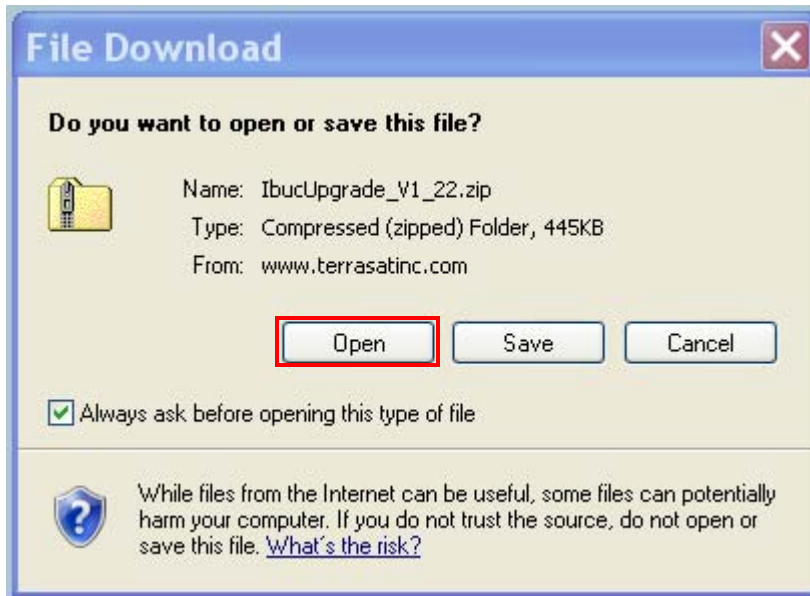 File Download
Do you want to open or save this file?
Name: IbucUpgrade_V1_22.zip
Type: Compressed (zipped) Folder, 445KB
From: www.terrasatinc.com
Open Save Cancel
Always ask before opening this type of file
While files from the Internet can be useful, some files can potentially
harm your computer. If you do not trust the source, do not open or
save this file. What's the risk?